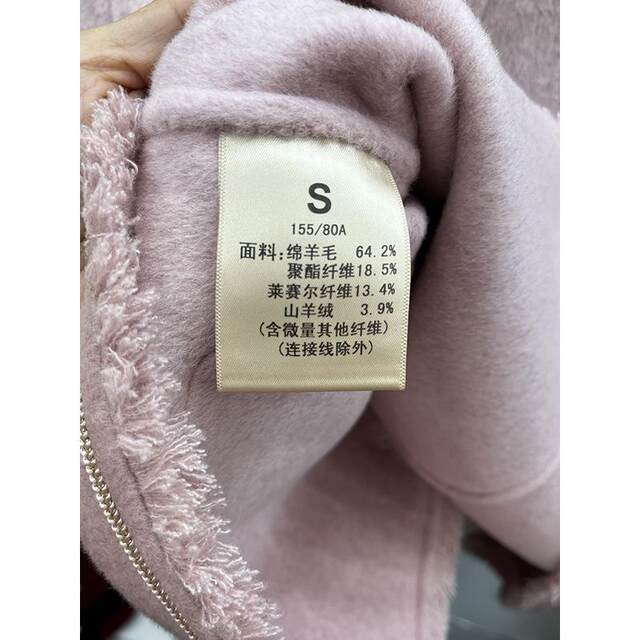 S
155/80A
面料:绵羊毛 64.2%
聚酯纤维18.5%
莱赛尔纤维13.4%
山羊绒 3.9%
(含微量其他纤维)
(连接线除外)